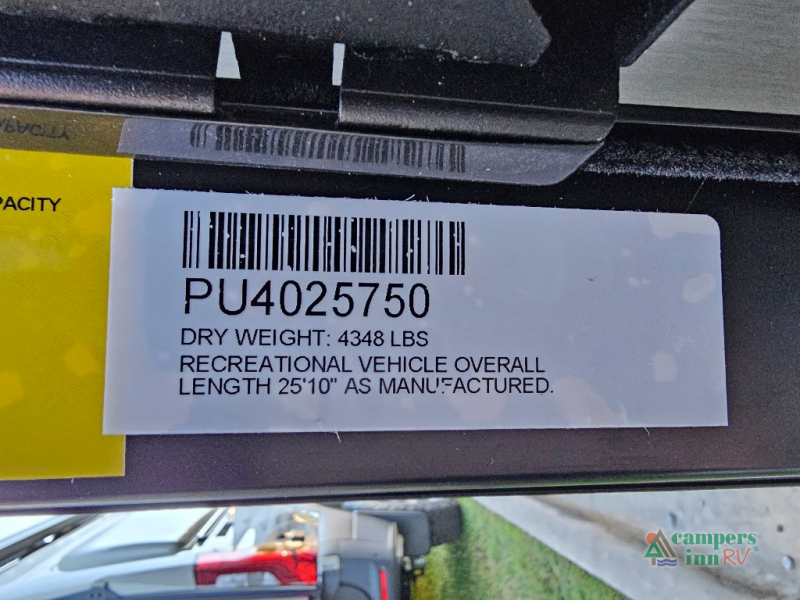 PACITY
PU4025750
DRY WEIGHT: 4348 LBS
RECREATIONAL VEHICLE OVERALL
LENGTH 25'10" AS MANUFACTURED.
campers
inn RV